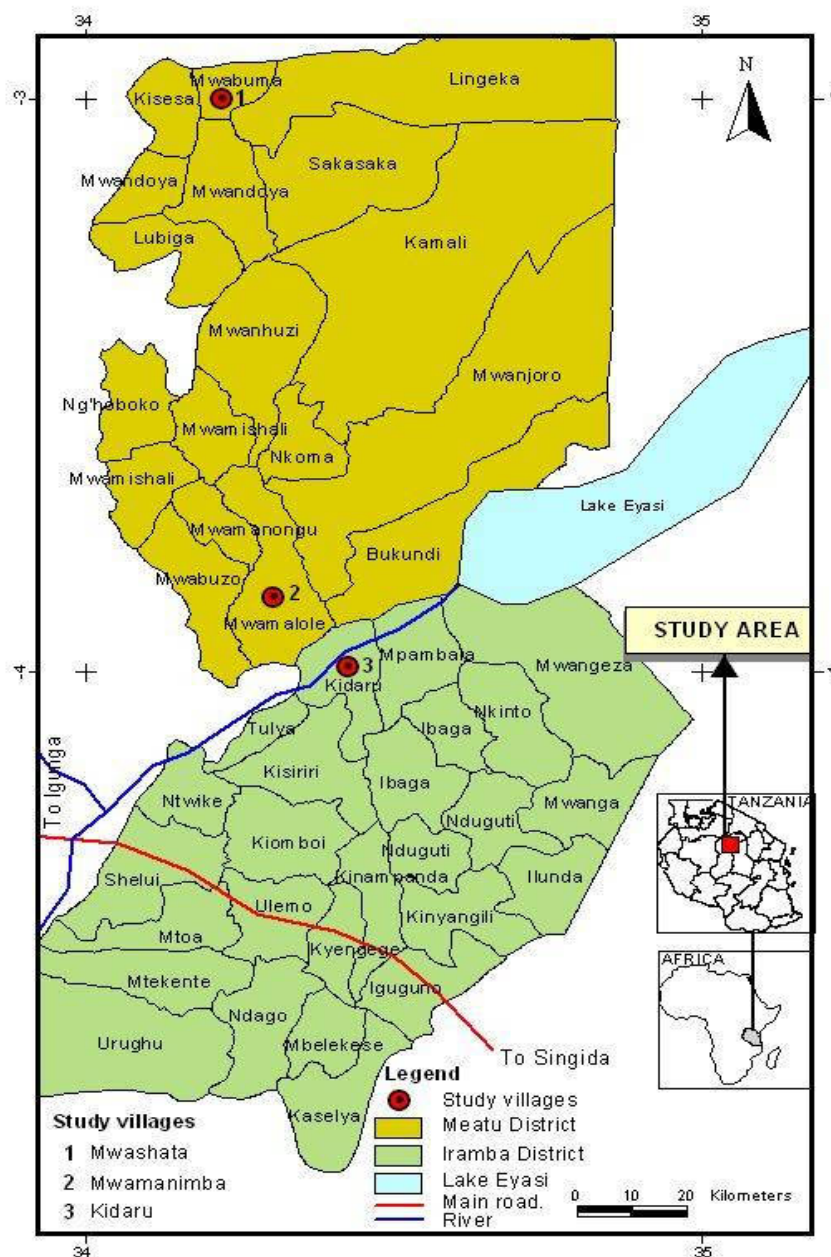 34
35
-3
N
Mwabuma
Lingeka
Kisesa
1
Sakasaka
Mwandoya
Mwandoya
Lubiga
Kamali
Mwanhuzi
Mwanjoro
Ng'hoboko
Mwamishali
Nkoma
Mwamishali
Lake Eyasi
Mwamanongu
Bukundi
Mwabuzo
2
Mwamalole
STUDY AREA
-4
3
Mpambala
Mwangeza
Kidaru
Nkinto
Tulya
Ibaga
To Igunga
Kisiriri
Ibaga
Ntwike
Mwanga
TANZANIA
Nduguti
Kiomboi
Nduguti
Shelui
Kinampanda
Ilunda
Ulemo
Kinyangili
Mtoa
Kyengege
AFRICA
Mtekente
Iguguno
Ndago
Urughu
Mbelekese
To Singida
Kaselya
Legend
Study villages
Meatu District
Iramba District
Lake Eyasi
Main road.
River
Study villages
1 Mwashata
2 Mwamanimba
3 Kidaru
0 10 20 Kilometers
34
35